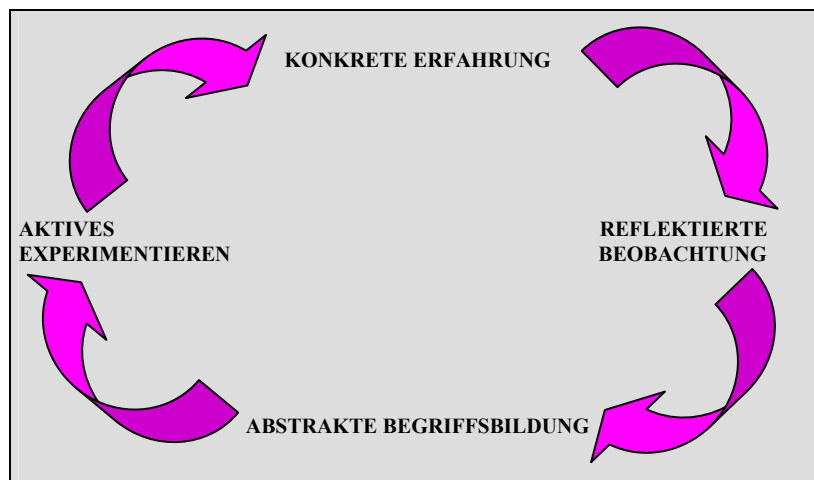 KONKRETE ERFAHRUNG
AKTIVES
EXPERIMENTIEREN
REFLEKTIERTE
BEOBACHTUNG
ABSTRAKTE BEGRIFFSBILDUNG